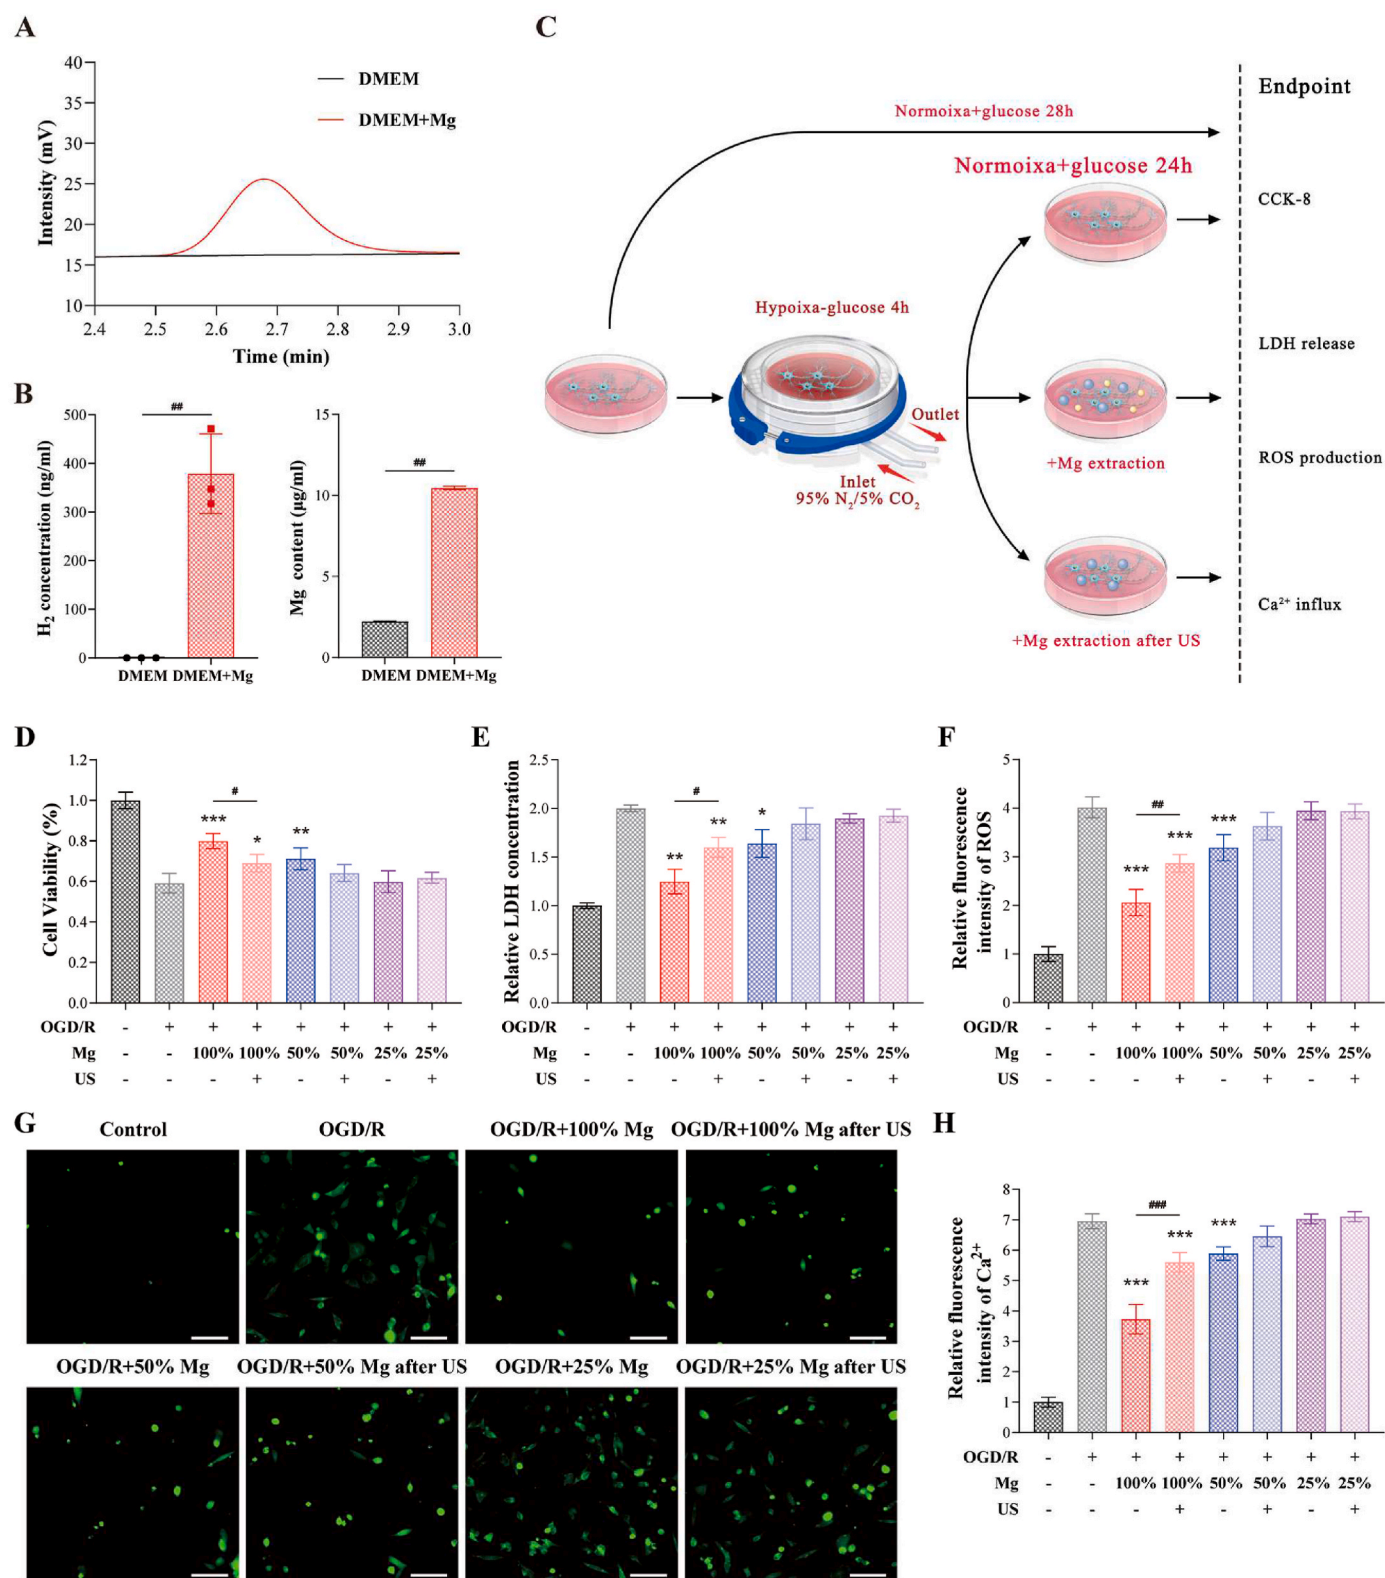 A
40
35
30
25
20
15
10
Intensity (mV)
DMEM
DMEM+Mg
2.4 2.5 2.6 2.7 2.8 2.9 3.0
Time (min)
B
500
400
300
200
100
0
H2 concentration (ng/ml)
##
DMEM DMEM+Mg
15
10
5
0
Mg content (µg/ml)
##
DMEM DMEM+Mg
C
Normoixa+glucose 28h
Normoixa+glucose 24h
Hypoixa-glucose 4h
Outlet
Inlet
95% N2/5% CO2
+Mg extraction
+Mg extraction after US
Endpoint
CCK-8
LDH release
ROS production
Ca²⁺ influx
D
1.2
1.0
0.8
0.6
0.4
0.2
0.0
Cell Viability (%)
#
*** * **
OGD/R - + + + + + + +
Mg - - 100% 100% 50% 50% 25% 25%
US - - - + - + - +
E
2.5
2.0
1.5
1.0
0.5
0.0
Relative LDH concentration
#
** ** *
OGD/R - + + + + + + +
Mg - - 100% 100% 50% 50% 25% 25%
US - - - + - + - +
F
5
4
3
2
1
0
Relative fluorescence
intensity of ROS
##
*** *** ***
OGD/R - + + + + + + +
Mg - - 100% 100% 50% 50% 25% 25%
US - - - + - + - +
G
Control OGD/R OGD/R+100% Mg OGD/R+100% Mg after US
OGD/R+50% Mg OGD/R+50% Mg after US OGD/R+25% Mg OGD/R+25% Mg after US
H
8
7
6
5
4
3
2
1
0
Relative fluorescence
intensity of Ca²⁺
###
*** *** ***
OGD/R - + + + + + + +
Mg - - 100% 100% 50% 50% 25% 25%
US - - - + - + - +